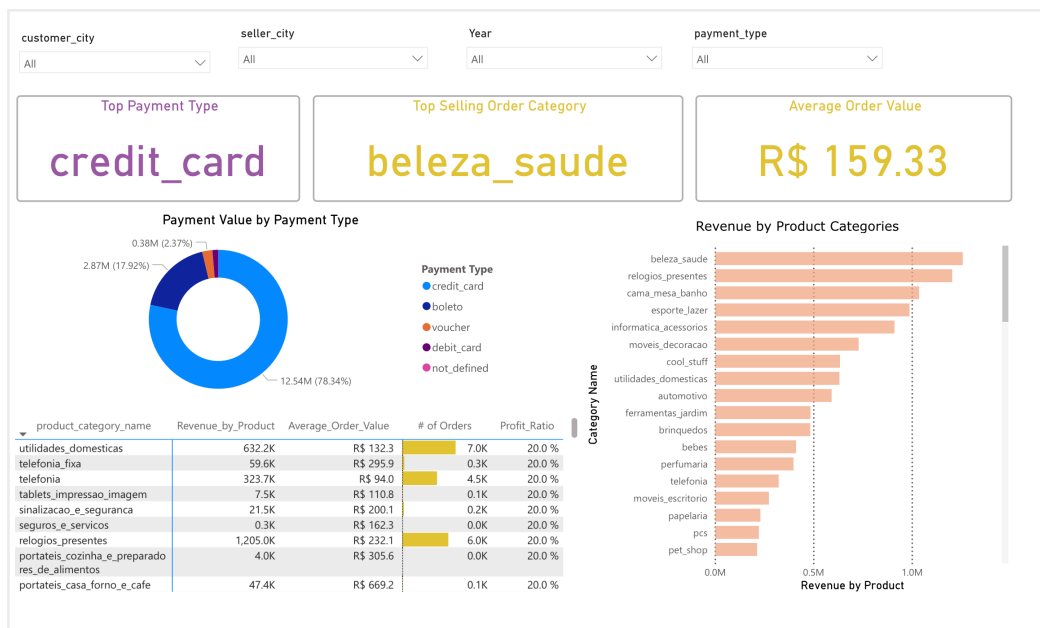 customer_city
All
seller_city
All
Year
All
payment_type
All
Top Payment Type
credit_card
Top Selling Order Category
beleza_saude
Average Order Value
R$ 159.33
Payment Value by Payment Type
0.38M (2.37%)
2.87M (17.92%)
12.54M (78.34%)
Payment Type
credit_card
boleto
voucher
debit_card
not_defined
Revenue by Product Categories
Category Name
beleza_saude
relogios_presentes
cama_mesa_banho
esporte_lazer
informatica_acessorios
moveis_decoracao
cool_stuff
utilidades_domesticas
automotivo
ferramentas_jardim
brinquedos
bebes
perfumaria
telefonia
moveis_escritorio
papelaria
pcs
pet_shop
0.0M 0.5M 1.0M
Revenue by Product
product_category_name Revenue_by_Product Average_Order_Value # of Orders Profit_Ratio
utilidades_domesticas 632.2K R$ 132.3 7.0K 20.0 %
telefonia_fixa 59.6K R$ 295.9 0.3K 20.0 %
telefonia 323.7K R$ 94.0 4.5K 20.0 %
tablets_impressao_imagem 7.5K R$ 110.8 0.1K 20.0 %
sinalizacao_e_seguranca 21.5K R$ 200.1 0.2K 20.0 %
seguros_e_servicos 0.3K R$ 162.3 0.0K 20.0 %
relogios_presentes 1,205.0K R$ 232.1 6.0K 20.0 %
portateis_cozinha_e_preparado 4.0K R$ 305.6 0.0K 20.0 %
res_de_alimentos
portateis_casa_forno_e_cafe 47.4K R$ 669.2 0.1K 20.0 %